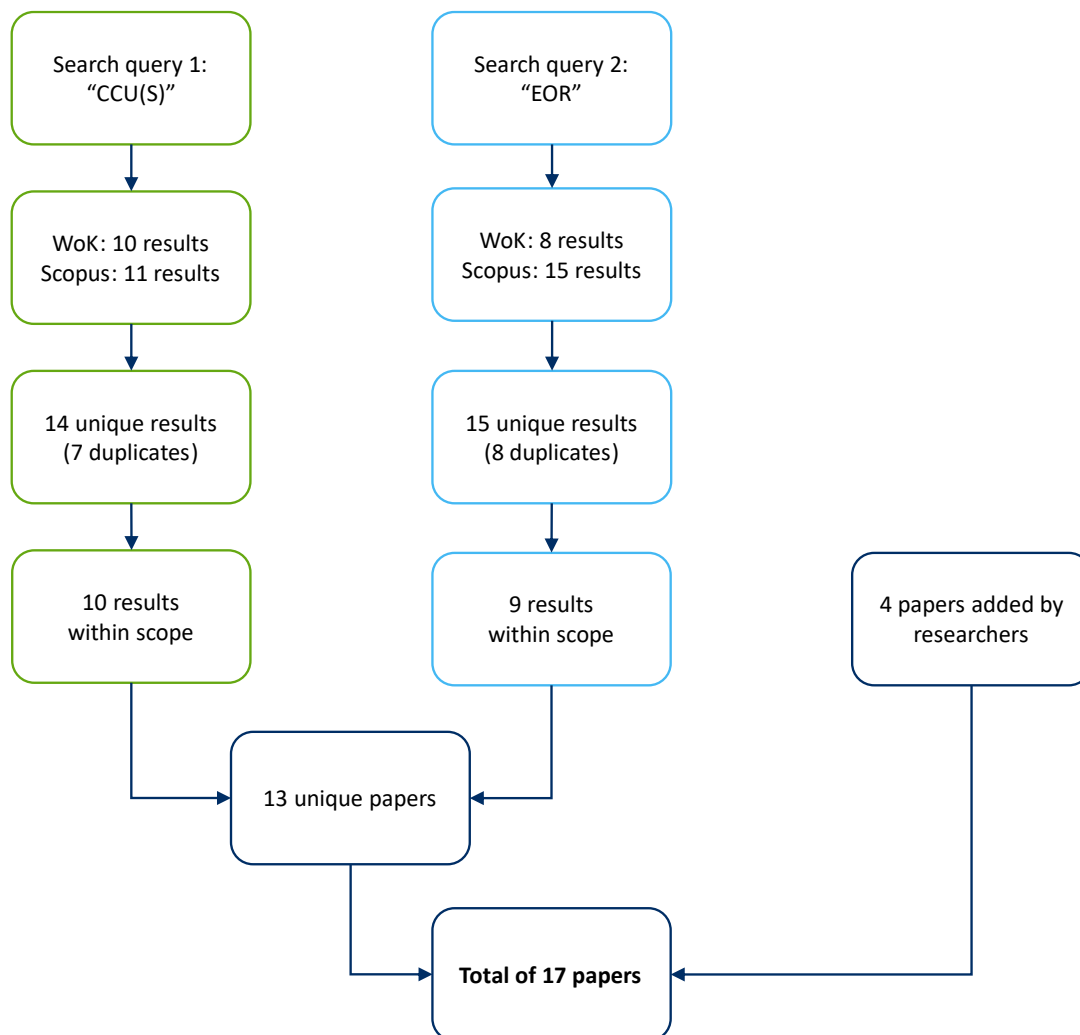 Search query 1:
“CCU(S)”
Search query 2:
“EOR”
WoK: 10 results
Scopus: 11 results
WoK: 8 results
Scopus: 15 results
14 unique results
(7 duplicates)
15 unique results
(8 duplicates)
10 results
within scope
9 results
within scope
4 papers added by
researchers
13 unique papers
Total of 17 papers